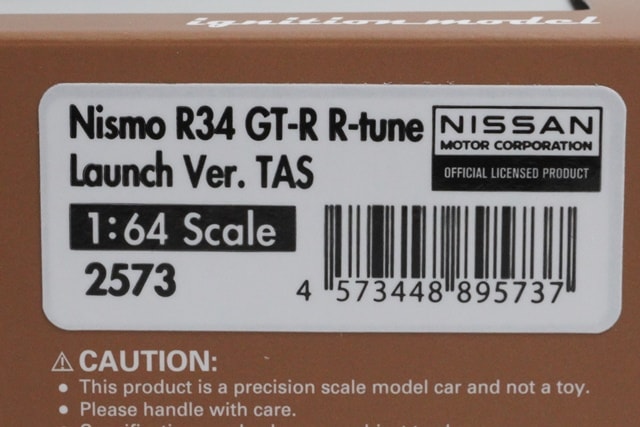 ignition model
Nismo R34 GT-R R-tune
Launch Ver. TAS
NISSAN
MOTOR CORPORATION
OFFICIAL LICENSED PRODUCT
1:64 Scale
2573
4 573448 895737
⚠ CAUTION:
• This product is a precision scale model car and not a toy.
• Please handle with care.